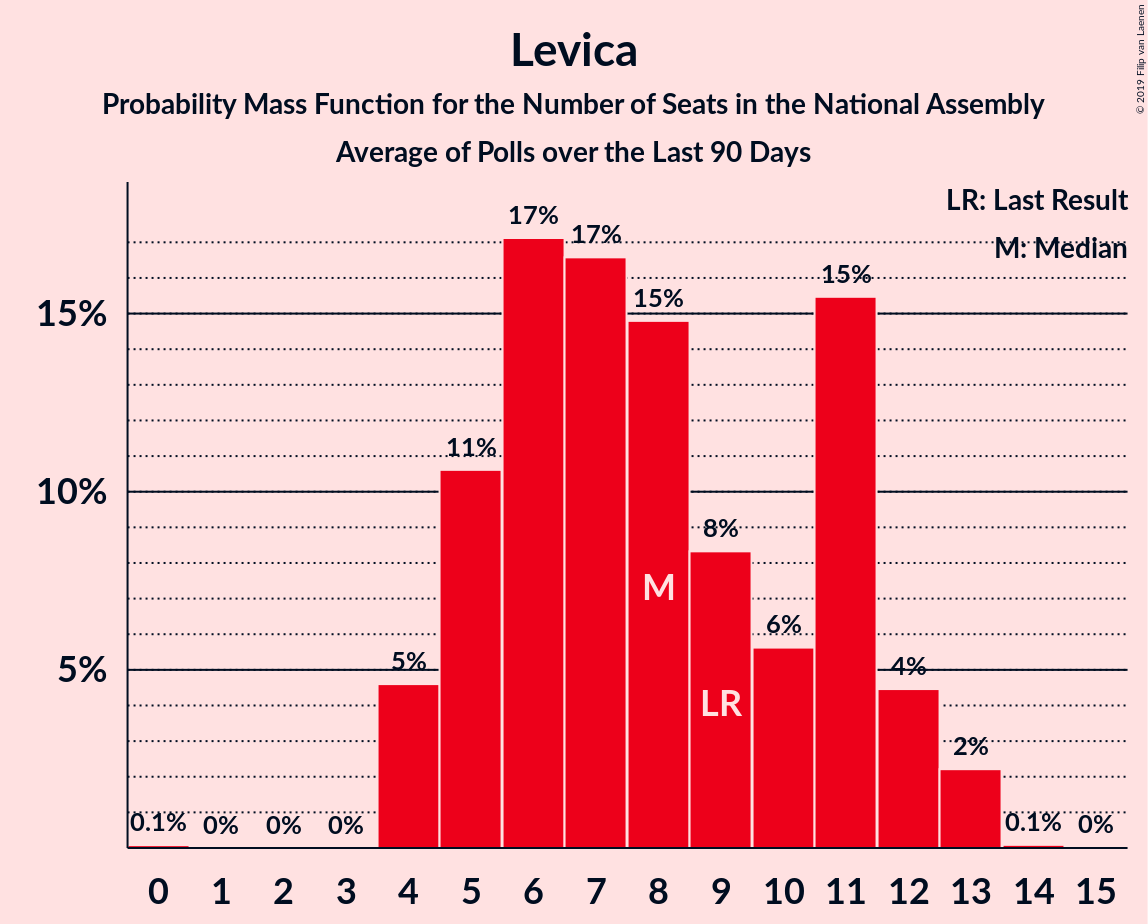 Levica
Probability Mass Function for the Number of Seats in the National Assembly
Average of Polls over the Last 90 Days
© 2019 Filip van Laenen
LR: Last Result
M: Median
15%
10%
5%
0.1%
0%
0%
0%
5%
11%
17%
17%
15%
8%
6%
15%
4%
2%
0.1%
0%
M
LR
0 1 2 3 4 5 6 7 8 9 10 11 12 13 14 15